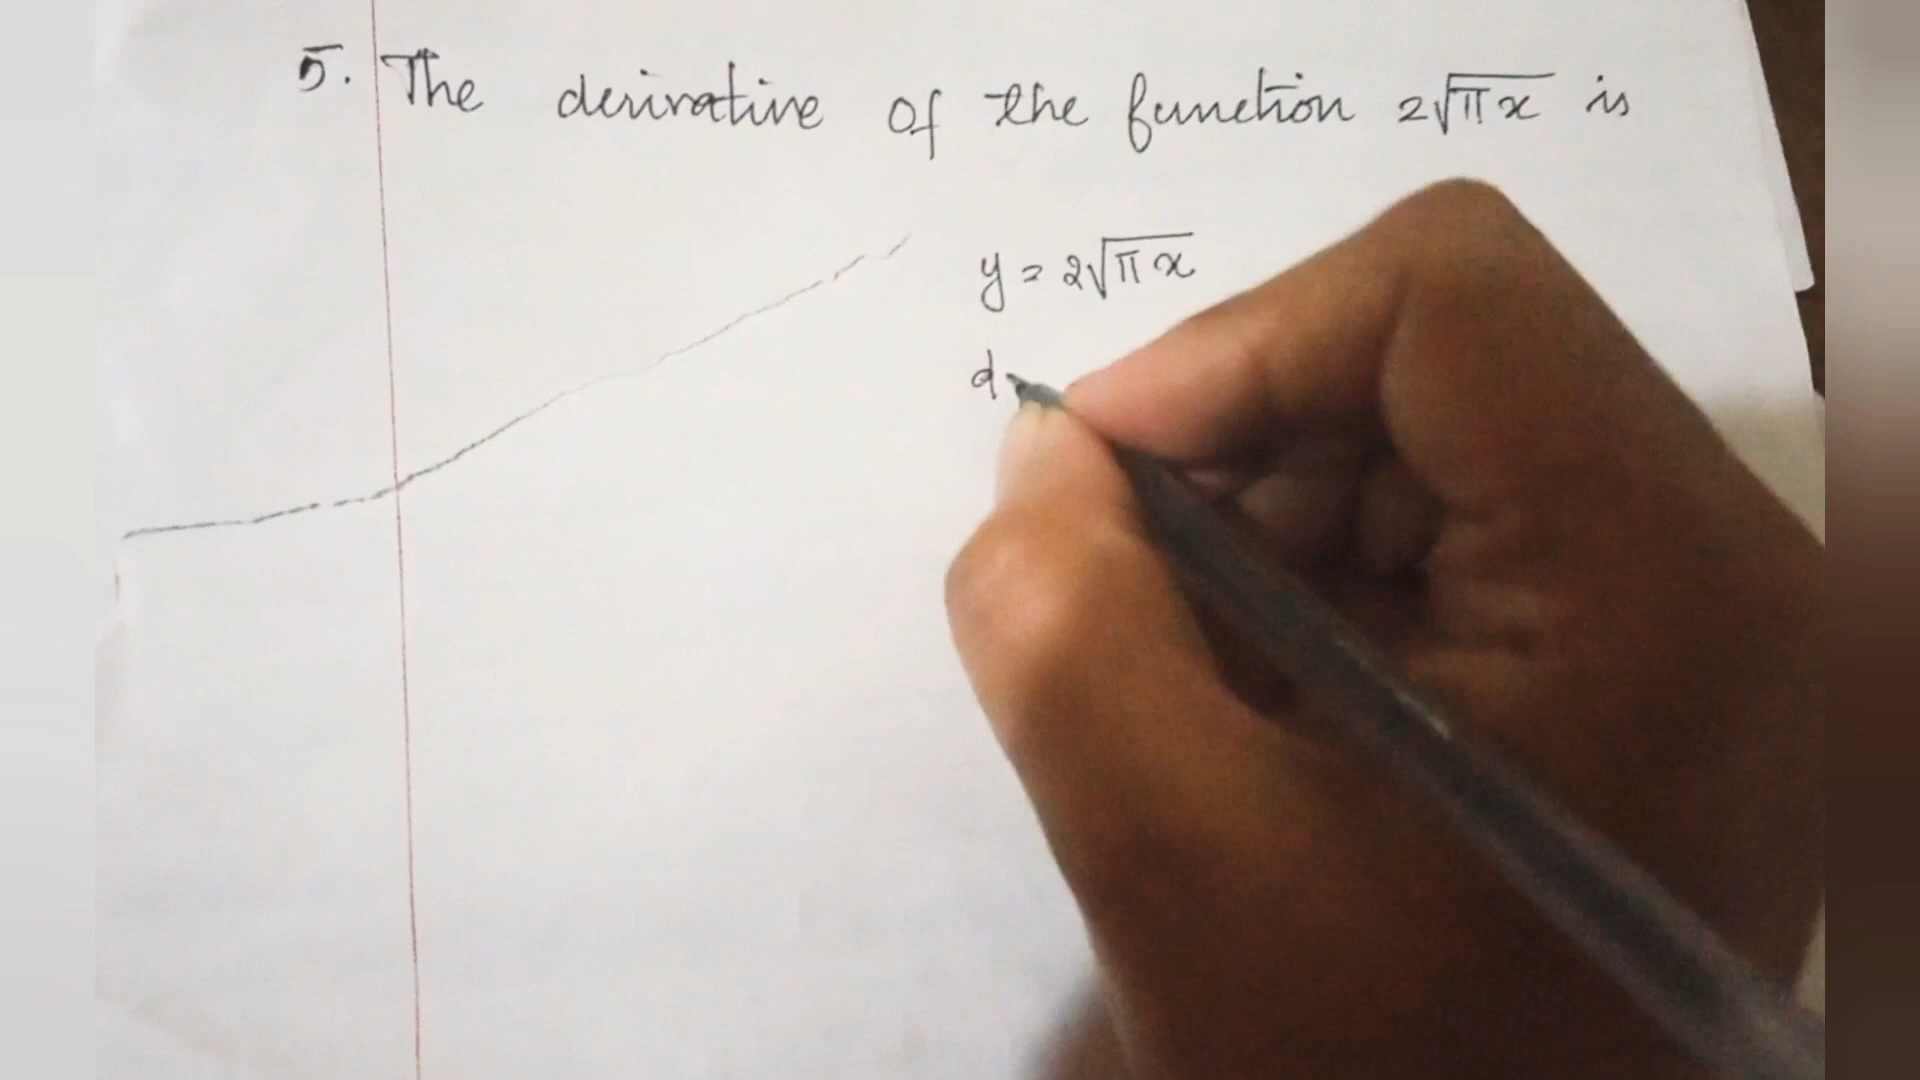 5. The derivative of the function 2√πx is
y = 2√πx
d